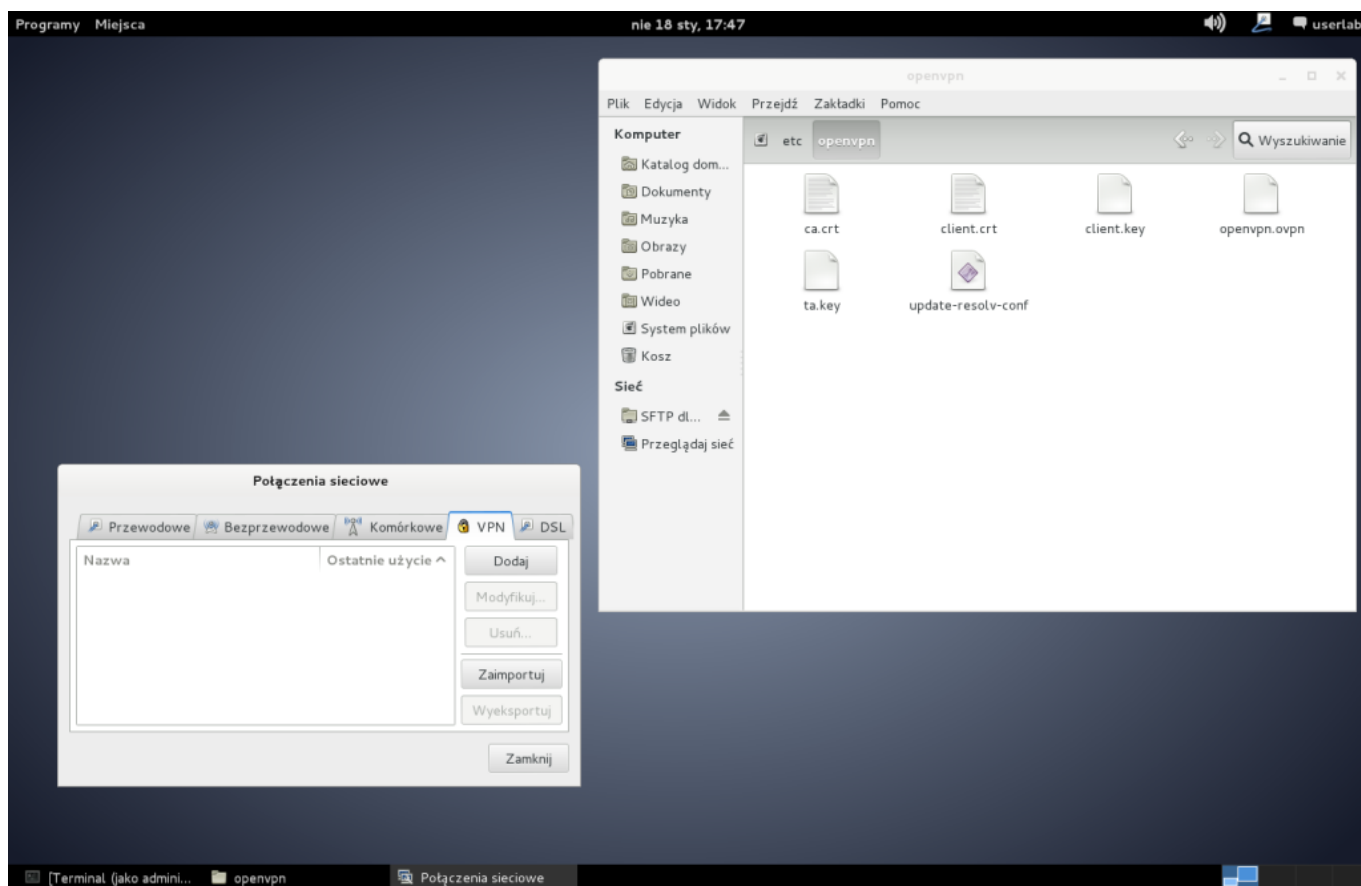 Programy Miejsca nie 18 sty, 17:47 userlab
openvpn
Plik Edycja Widok Przejdź Zakładki Pomoc
Komputer
etc openvpn Wyszukiwanie
Katalog dom...
Dokumenty
Muzyka
Obrazy
Pobrane
Wideo
System plików
Kosz
Sieć
SFTP dl...
Przeglądaj sieć
ca.crt client.crt client.key openvpn.ovpn
ta.key update-resolv-conf
Połączenia sieciowe
Przewodowe Bezprzewodowe Komórkowe VPN DSL
Nazwa Ostatnie użycie
Dodaj
Modyfikuj...
Usuń...
Zaimportuj
Wyeksportuj
Zamknij
[Terminal (jako admini... openvpn Połączenia sieciowe